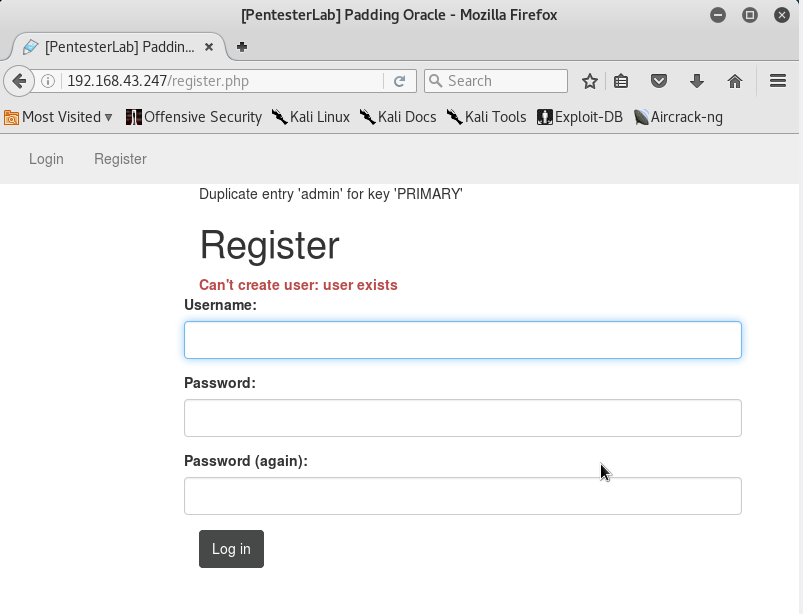 [PentesterLab] Padding Oracle - Mozilla Firefox
[PentesterLab] Paddin...
192.168.43.247/register.php Search
Most Visited Offensive Security Kali Linux Kali Docs Kali Tools Exploit-DB Aircrack-ng
Login Register
Duplicate entry 'admin' for key 'PRIMARY'
Register
Can't create user: user exists
Username:
Password:
Password (again):
Log in